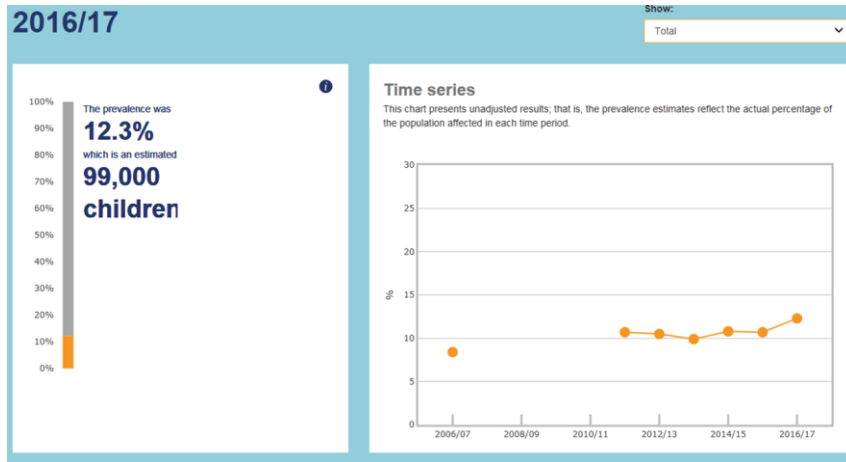 2016/17
Show:
Total
The prevalence was
12.3%
which is an estimated
99,000
children
100%
90%
80%
70%
60%
50%
40%
30%
20%
10%
0%
Time series
This chart presents unadjusted results; that is, the prevalence estimates reflect the actual percentage of
the population affected in each time period.
30
25
20
15
10
5
0
%
2006/07 2008/09 2010/11 2012/13 2014/15 2016/17